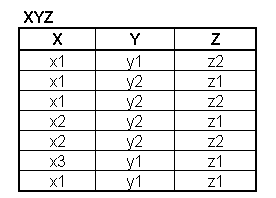 XYZ
X Y Z
x1 y1 z2
x1 y2 z1
x1 y2 z2
x2 y2 z1
x2 y2 z2
x3 y1 z1
x1 y1 z1